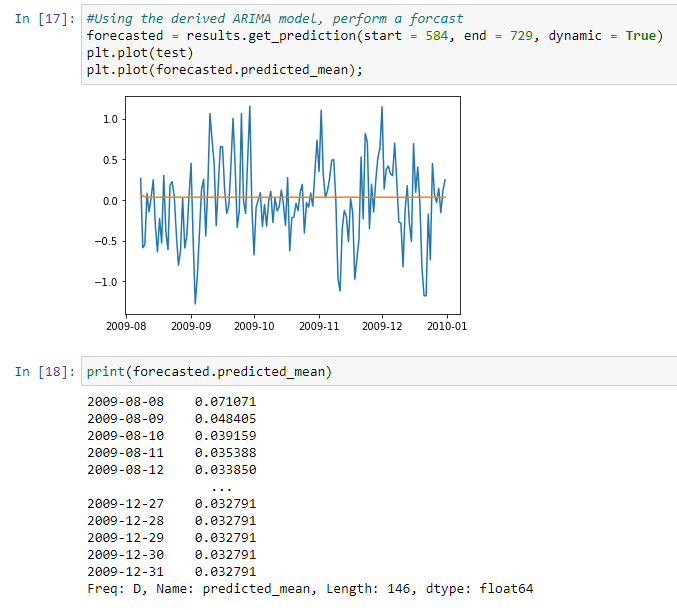 In [17]: #Using the derived ARIMA model, perform a forcast
forecasted = results.get_prediction(start = 584, end = 729, dynamic = True)
plt.plot(test)
plt.plot(forecasted.predicted_mean);
1.0
0.5
0.0
−0.5
−1.0
2009-08 2009-09 2009-10 2009-11 2009-12 2010-01
In [18]: print(forecasted.predicted_mean)
2009-08-08 0.071071
2009-08-09 0.048405
2009-08-10 0.039159
2009-08-11 0.035388
2009-08-12 0.033850
...
2009-12-27 0.032791
2009-12-28 0.032791
2009-12-29 0.032791
2009-12-30 0.032791
2009-12-31 0.032791
Freq: D, Name: predicted_mean, Length: 146, dtype: float64